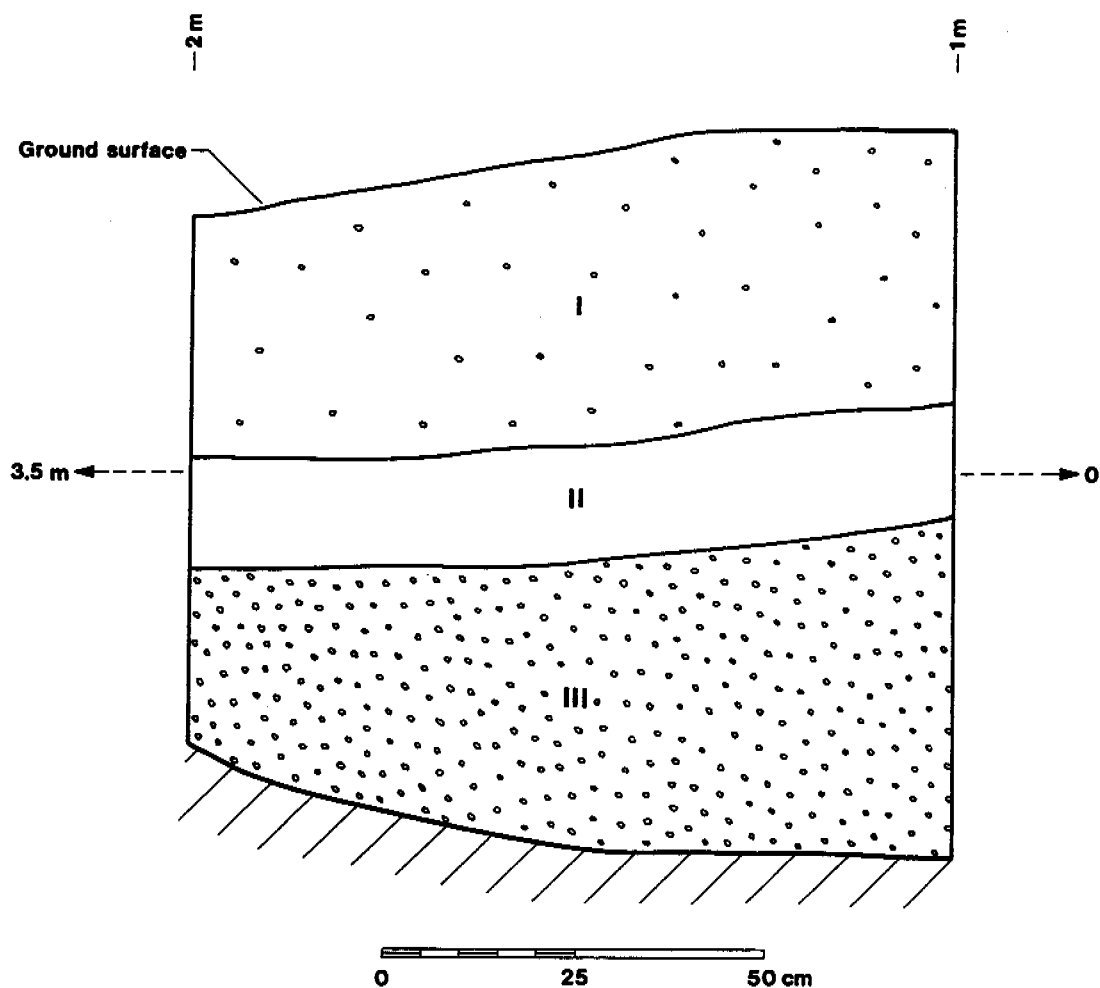 —2 m
—1 m
Ground surface
I
3.5 m
0
II
III
0 25 50 cm